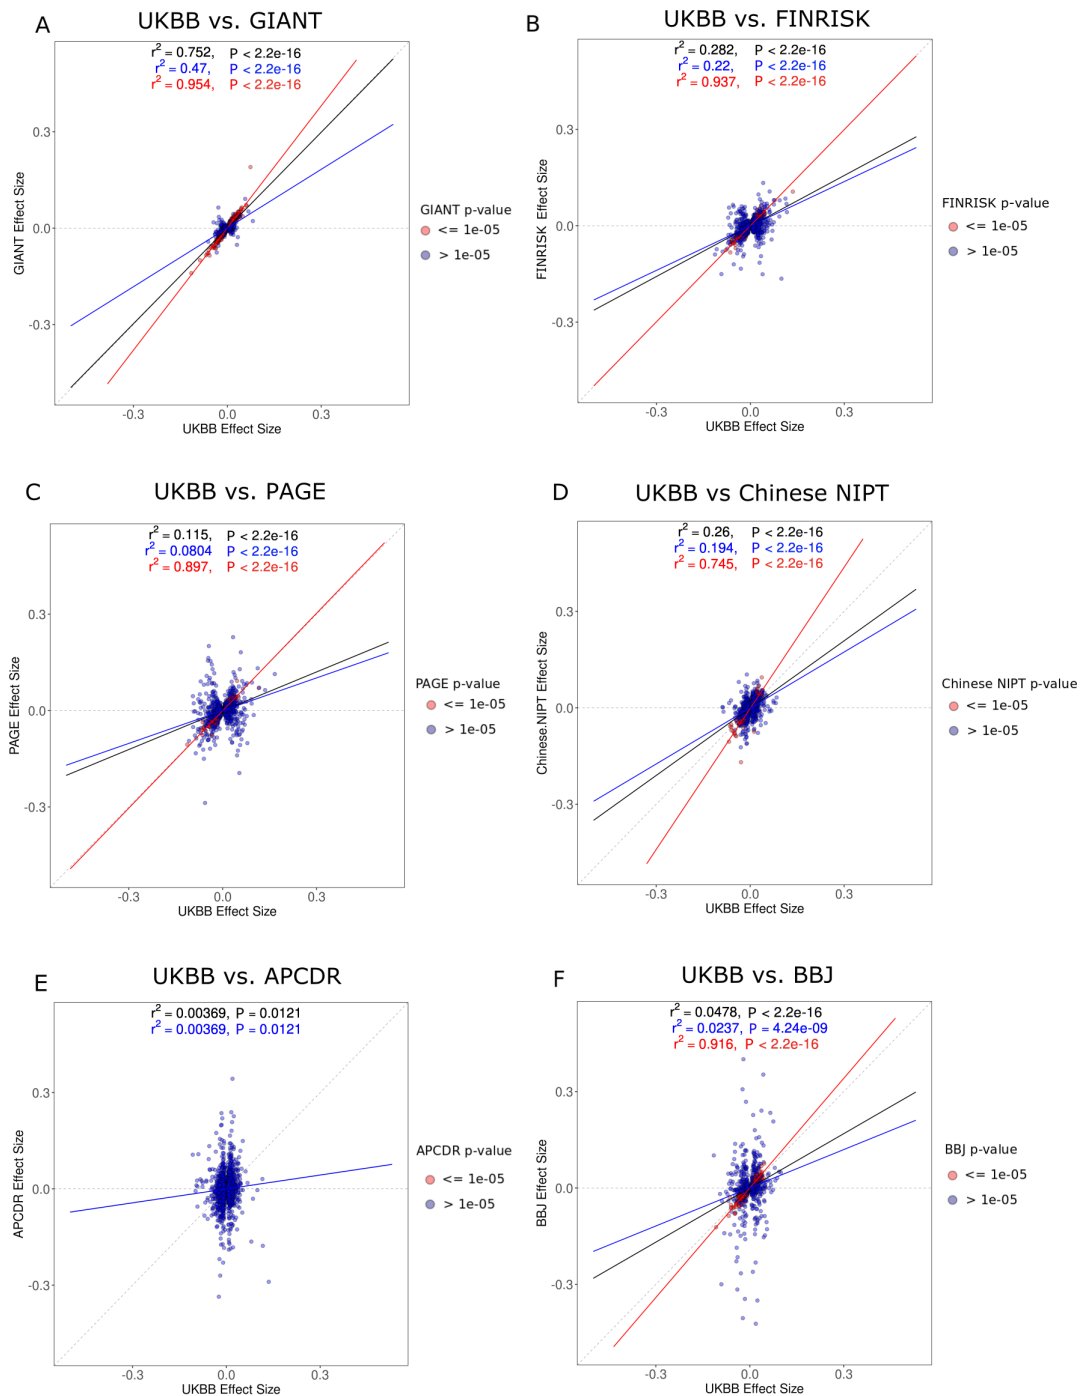 A
UKBB vs. GIANT
r2 = 0.752, P < 2.2e-16
r2 = 0.47, P < 2.2e-16
r2 = 0.954, P < 2.2e-16
0.3
0.0
-0.3
GIANT Effect Size
-0.3 0.0 0.3
UKBB Effect Size
GIANT p-value
<= 1e-05
> 1e-05
B
UKBB vs. FINRISK
r2 = 0.282, P < 2.2e-16
r2 = 0.22, P < 2.2e-16
r2 = 0.937, P < 2.2e-16
0.3
0.0
-0.3
FINRISK Effect Size
-0.3 0.0 0.3
UKBB Effect Size
FINRISK p-value
<= 1e-05
> 1e-05
C
UKBB vs. PAGE
r2 = 0.115, P < 2.2e-16
r2 = 0.0804 P < 2.2e-16
r2 = 0.897, P < 2.2e-16
0.3
0.0
-0.3
PAGE Effect Size
-0.3 0.0 0.3
UKBB Effect Size
PAGE p-value
<= 1e-05
> 1e-05
D
UKBB vs Chinese NIPT
r2 = 0.26, P < 2.2e-16
r2 = 0.194, P < 2.2e-16
r2 = 0.745, P < 2.2e-16
0.3
0.0
-0.3
Chinese.NIPT Effect Size
-0.3 0.0 0.3
UKBB Effect Size
Chinese NIPT p-value
<= 1e-05
> 1e-05
E
UKBB vs. APCDR
r2 = 0.00369, P = 0.0121
r2 = 0.00369, P = 0.0121
0.3
0.0
-0.3
APCDR Effect Size
-0.3 0.0 0.3
UKBB Effect Size
APCDR p-value
<= 1e-05
> 1e-05
F
UKBB vs. BBJ
r2 = 0.0478, P < 2.2e-16
r2 = 0.0237, P = 4.24e-09
r2 = 0.916, P < 2.2e-16
0.3
0.0
-0.3
BBJ Effect Size
-0.3 0.0 0.3
UKBB Effect Size
BBJ p-value
<= 1e-05
> 1e-05